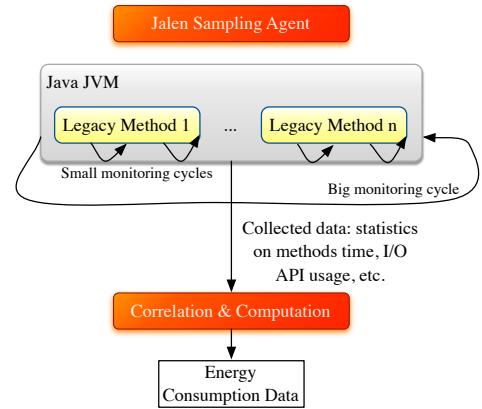 Jalen Sampling Agent
Java JVM
Legacy Method 1
...
Legacy Method n
Small monitoring cycles
Big monitoring cycle
Collected data: statistics
on methods time, I/O
API usage, etc.
Correlation & Computation
Energy
Consumption Data